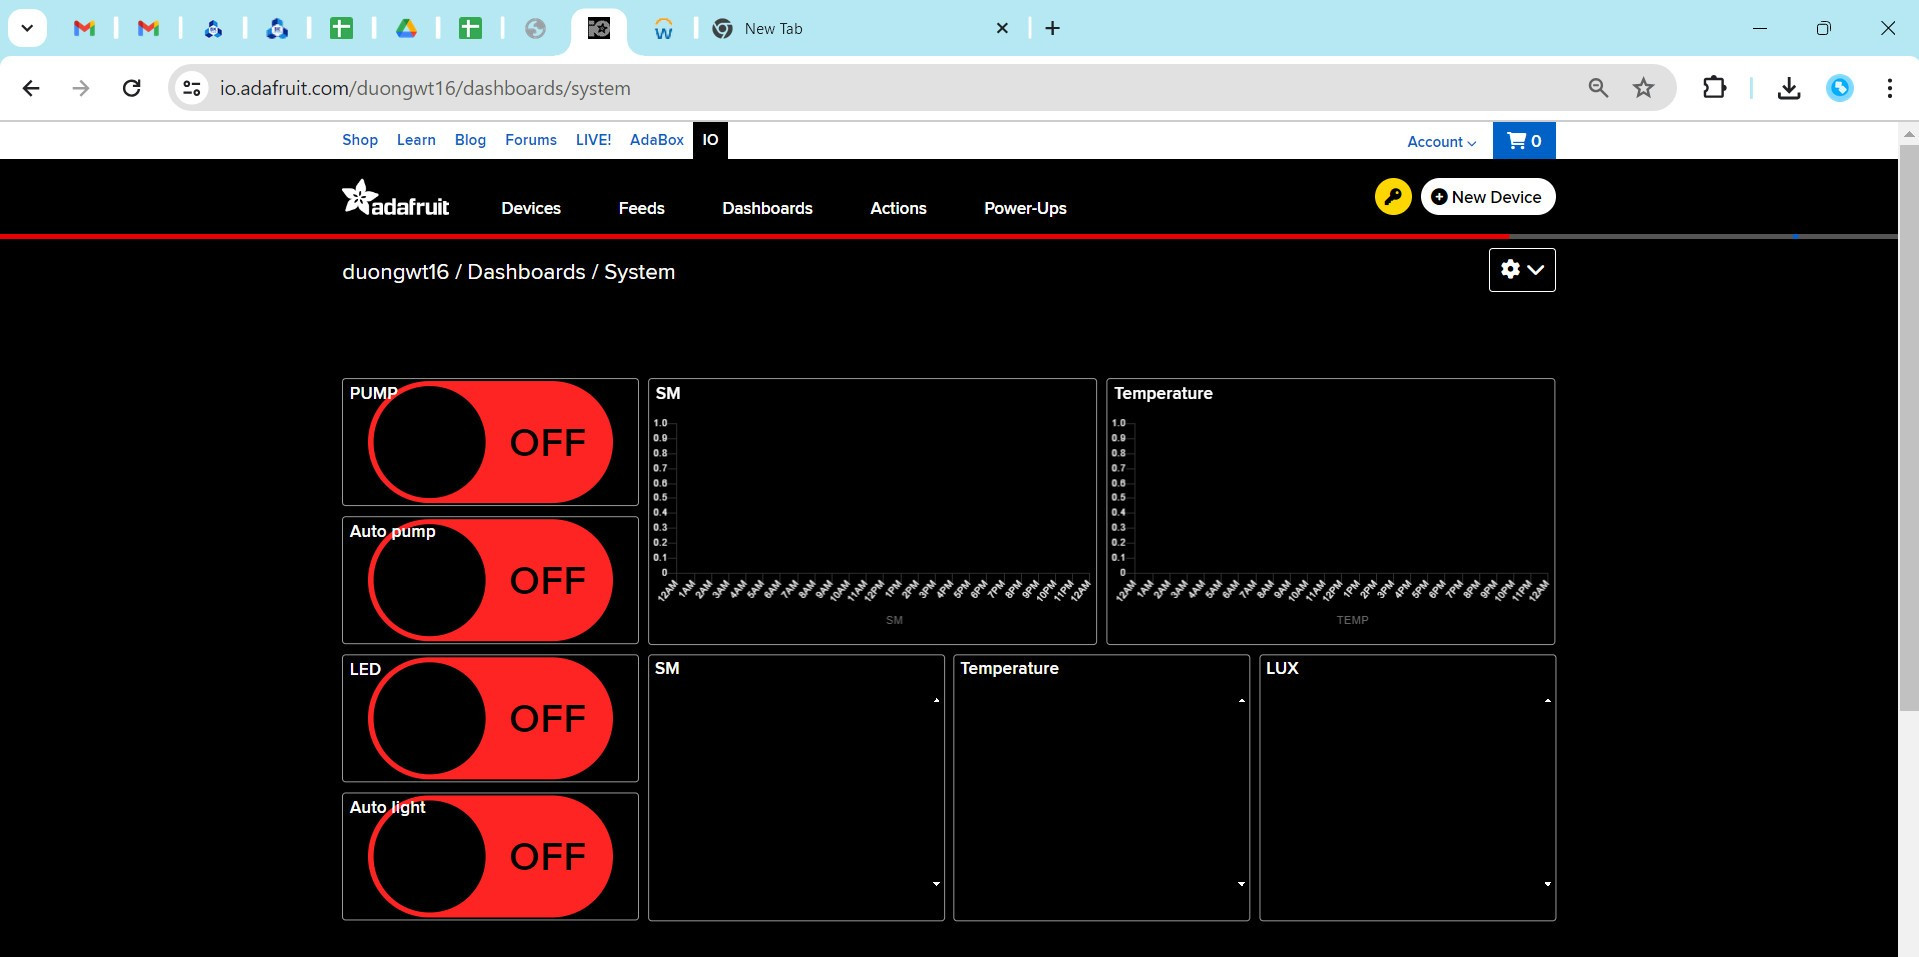 New Tab
io.adafruit.com/duongwt16/dashboards/system
Shop Learn Blog Forums LIVE! AdaBox IO Account 0
adafruit Devices Feeds Dashboards Actions Power-Ups New Device
duongwt16 / Dashboards / System
PUMP
OFF
Auto pump
OFF
LED
OFF
Auto light
OFF
SM
1.0
0.9
0.8
0.7
0.6
0.5
0.4
0.3
0.2
0.1
0
12AM 1AM 2AM 3AM 4AM 5AM 6AM 7AM 8AM 9AM 10AM 11AM 12PM 1PM 2PM 3PM 4PM 5PM 6PM 7PM 8PM 9PM 10PM 11PM 12AM
SM
Temperature
1.0
0.9
0.8
0.7
0.6
0.5
0.4
0.3
0.2
0.1
0
12AM 1AM 2AM 3AM 4AM 5AM 6AM 7AM 8AM 9AM 10AM 11AM 12PM 1PM 2PM 3PM 4PM 5PM 6PM 7PM 8PM 9PM 10PM 11PM 12AM
TEMP
SM
Temperature
LUX